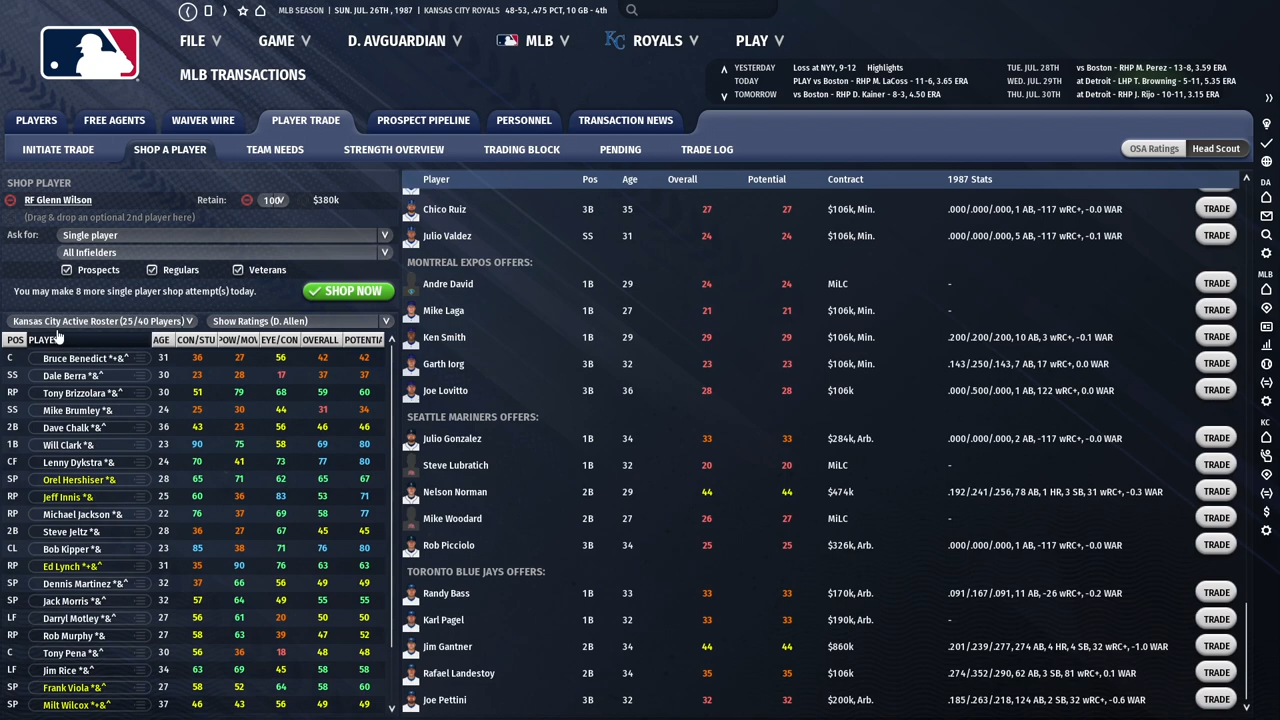 MLB SEASON | SUN. JUL. 26TH , 1987 | KANSAS CITY ROYALS 48-53, .475 PCT, 10 GB - 4th
FILE GAME D. AVGUARDIAN MLB ROYALS PLAY
MLB TRANSACTIONS
YESTERDAY Loss at NYY, 9-12 Highlights TUE. JUL. 28TH vs Boston - RHP M. Perez - 13-8, 3.59 ERA
TODAY PLAY vs Boston - RHP M. LaCoss - 11-6, 3.65 ERA WED. JUL. 29TH at Detroit - LHP T. Browning - 5-11, 5.35 ERA
TOMORROW vs Boston - RHP D. Kainer - 8-3, 4.50 ERA THU. JUL. 30TH at Detroit - RHP J. Rijo - 10-11, 3.15 ERA
PLAYERS FREE AGENTS WAIVER WIRE PLAYER TRADE PROSPECT PIPELINE PERSONNEL TRANSACTION NEWS
INITIATE TRADE SHOP A PLAYER TEAM NEEDS STRENGTH OVERVIEW TRADING BLOCK PENDING TRADE LOG OSA Ratings Head Scout
SHOP PLAYER
RF Glenn Wilson Retain: 100 $380k
(Drag & drop an optional 2nd player here)
Ask for: Single player
All Infielders
Prospects Regulars Veterans
You may make 8 more single player shop attempt(s) today. SHOP NOW
Kansas City Active Roster (25/40 Players) Show Ratings (D. Allen)
POS PLAYE AGE CON/STU POW/MOV EYE/CON OVERALL POTENTIA
C Bruce Benedict *+&^ 31 36 27 56 42 42
SS Dale Berra *&^ 30 23 28 17 37 37
RP Tony Brizzolara *&^ 30 51 79 68 59 60
SS Mike Brumley *& 24 25 30 44 31 34
2B Dave Chalk *&^ 36 43 23 56 46 46
1B Will Clark *& 23 90 75 58 69 80
CF Lenny Dykstra *& 24 70 41 73 77 80
SP Orel Hershiser *& 28 65 71 62 65 67
RP Jeff Innis *& 25 60 36 83 53 71
RP Michael Jackson *& 22 76 37 69 58 77
2B Steve Jeltz *& 28 36 27 67 45 45
CL Bob Kipper *& 23 85 38 71 76 80
RP Ed Lynch *+&^ 31 35 90 76 60 63
SP Dennis Martinez *&^ 32 37 66 56 49 49
SP Jack Morris *& 32 57 64 49 55 55
LF Darryl Motley *&^ 27 56 61 20 50 50
RP Rob Murphy *& 27 58 63 39 47 52
C Tony Pena *&^ 30 56 36 18 48 48
LF Jim Rice *&^ 34 63 69 45 58 58
SP Frank Viola *&^ 27 58 52 64 58 60
SP Milt Wilcox *+&^ 37 46 43 56 49
Player Pos Age Overall Potential Contract 1987 Stats
Chico Ruiz 3B 35 27 27 $106k, Min. .000/.000/.000, 1 AB, -117 wRC+, -0.0 WAR TRADE
Julio Valdez SS 31 24 24 $106k, Min. .000/.000/.000, 5 AB, -117 wRC+, -0.1 WAR TRADE
MONTREAL EXPOS OFFERS:
Andre David 1B 29 24 24 MiLC - TRADE
Mike Laga 1B 27 21 21 $106k, Min. - TRADE
Ken Smith 1B 29 29 29 $106k, Min. .200/.200/.200, 10 AB, 3 wRC+, -0.1 WAR TRADE
Garth Iorg 3B 32 23 23 $106k, Min. .143/.250/.143, 7 AB, 17 wRC+, 0.0 WAR TRADE
Joe Lovitto 3B 36 28 28 $106k .000/.500/.000, 1 AB, 122 wRC+, 0.0 WAR TRADE
SEATTLE MARINERS OFFERS:
Julio Gonzalez 1B 34 33 33 Arb. .000/.000/.000, 2 AB, -117 wRC+, -0.0 WAR TRADE
Steve Lubratich 1B 32 20 20 MiLC - TRADE
Nelson Norman 2B 29 44 44 $474k .192/.241/.256, 78 AB, 1 HR, 3 SB, 31 wRC+, -0.3 WAR TRADE
Mike Woodard 2B 27 26 27 MiLC - TRADE
Rob Picciolo 2B 34 25 25 Arb. .000/.000/.000, 1 AB, -117 wRC+, -0.0 WAR TRADE
TORONTO BLUE JAYS OFFERS:
Randy Bass 1B 33 33 33 Arb. .091/.167/.091, 11 AB, -26 wRC+, -0.2 WAR TRADE
Karl Pagel 1B 32 33 33 $190k, Arb. - TRADE
Jim Gantner 2B 34 44 44 $860k .201/.239/.277, 274 AB, 4 HR, 4 SB, 32 wRC+, -1.0 WAR TRADE
Rafael Landestoy 2B 34 35 35 $106k .274/.352/.290, 62 AB, 3 SB, 81 wRC+, 0.1 WAR TRADE
Joe Pettini 2B 32 32 32 $106k, Min. .185/.263/.218, 124 AB, 2 SB, 32 wRC+, -0.6 WAR TRADE
DA
MLB
KC